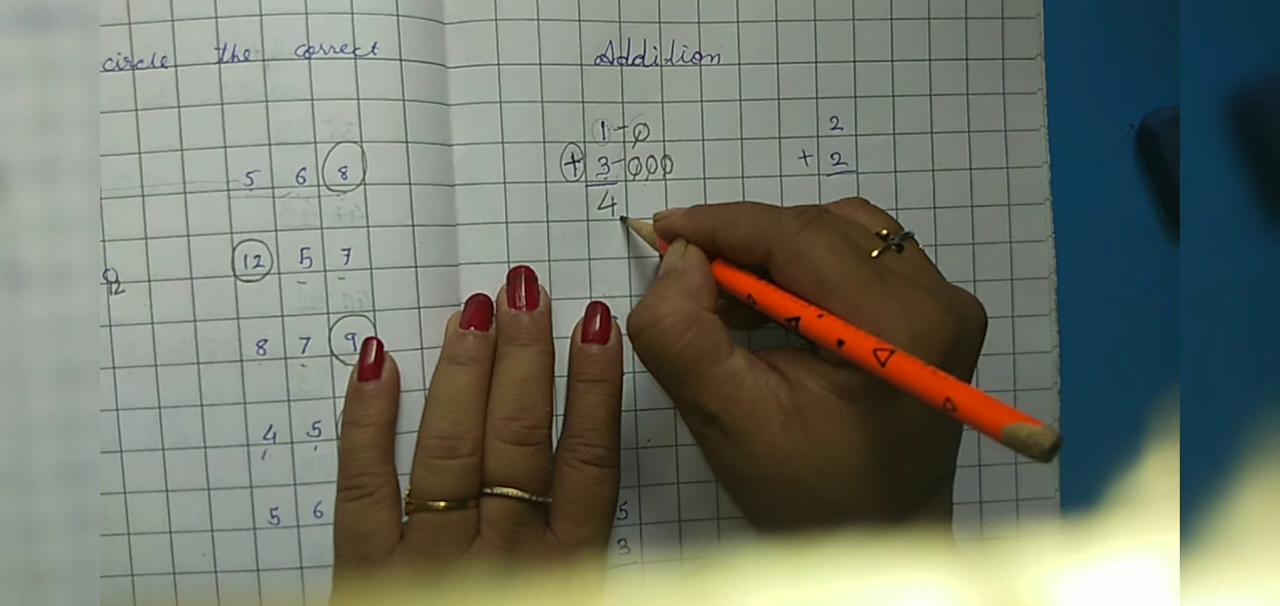 circle the correct
5 6 8
12 5 7
8 7 9
4 5
5 6
Addition
1-0
+ 3-000
4
2
+ 2
5
3